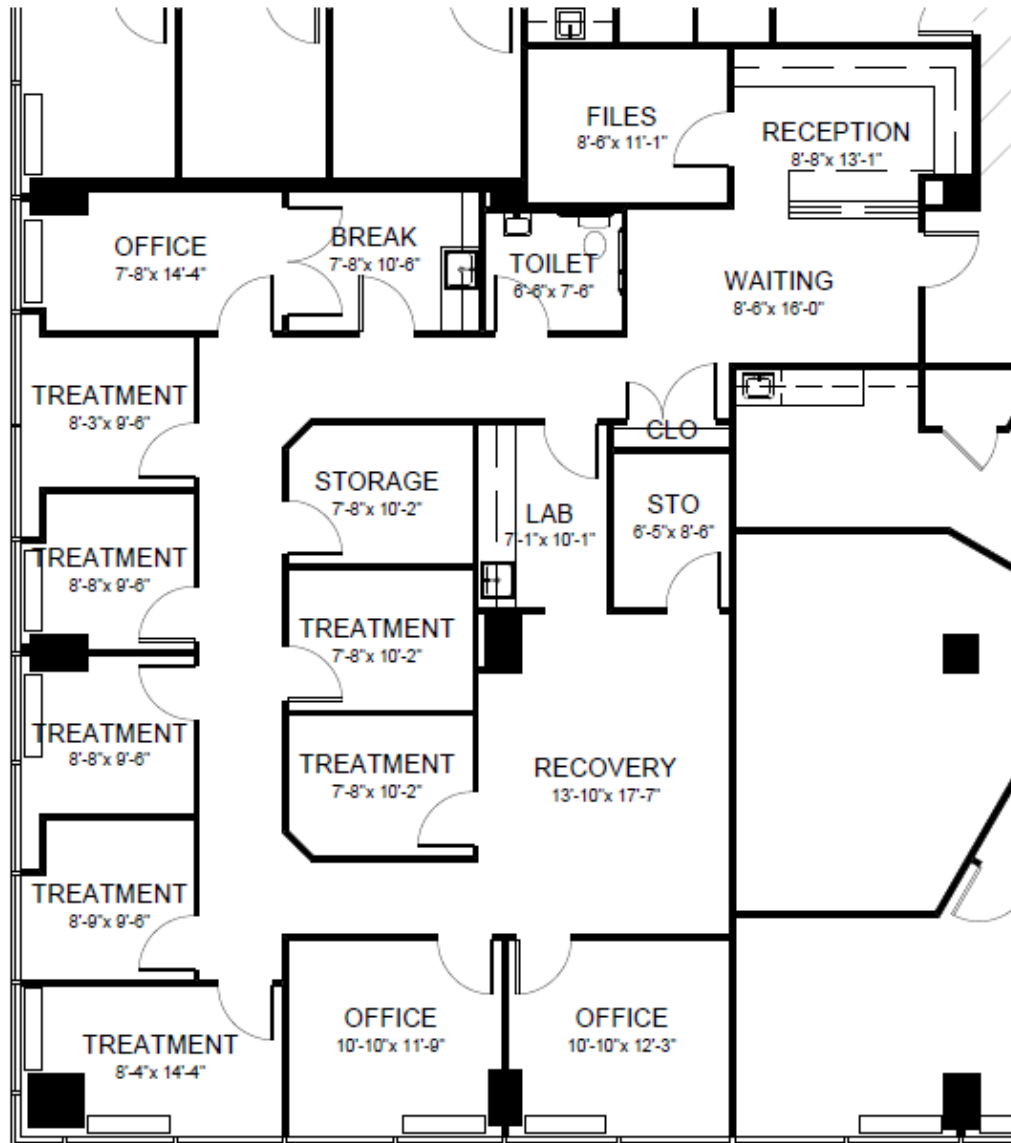 FILES
8'-6"x 11'-1"
RECEPTION
8'-8"x 13'-1"
OFFICE
7'-8"x 14'-4"
BREAK
7'-8"x 10'-6"
TOILET
6'-6"x 7'-6"
WAITING
8'-6"x 16'-0"
TREATMENT
8'-3"x 9'-6"
CLO
STORAGE
7'-8"x 10'-2"
LAB
7'-1"x 10'-1"
STO
6'-5"x 8'-6"
TREATMENT
8'-8"x 9'-6"
TREATMENT
7'-8"x 10'-2"
TREATMENT
8'-8"x 9'-6"
TREATMENT
7'-8"x 10'-2"
RECOVERY
13'-10"x 17'-7"
TREATMENT
8'-9"x 9'-6"
OFFICE
10'-10"x 11'-9"
OFFICE
10'-10"x 12'-3"
TREATMENT
8'-4"x 14'-4"